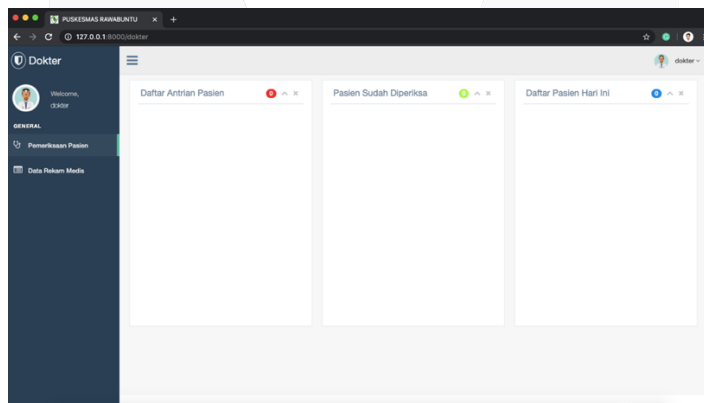 PUSKESMAS RAWABUNTU
127.0.0.1:8000/dokter
Dokter
dokter
Welcome,
dokter
GENERAL
Pemeriksaan Pasien
Data Rekam Medis
Daftar Antrian Pasien
0
Pasien Sudah Diperiksa
0
Daftar Pasien Hari Ini
0